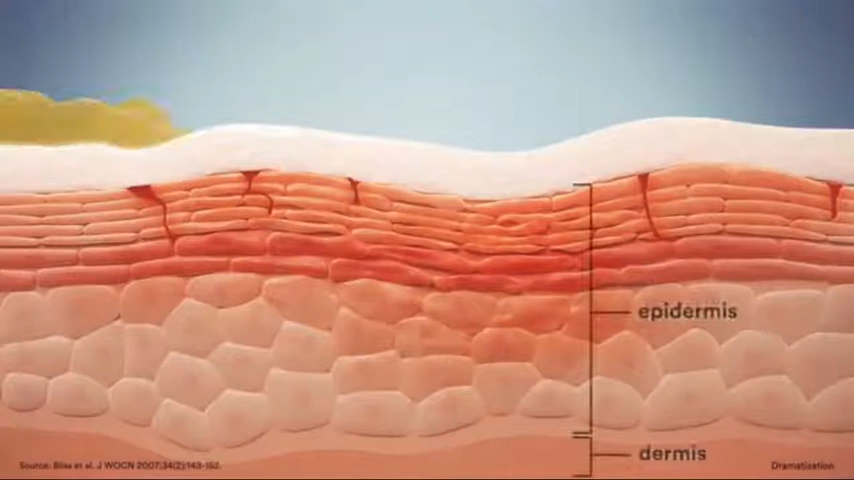 epidermis
dermis
Source: Bliss et al. J WOCN 2007;34(2):143-152.
Dramatization